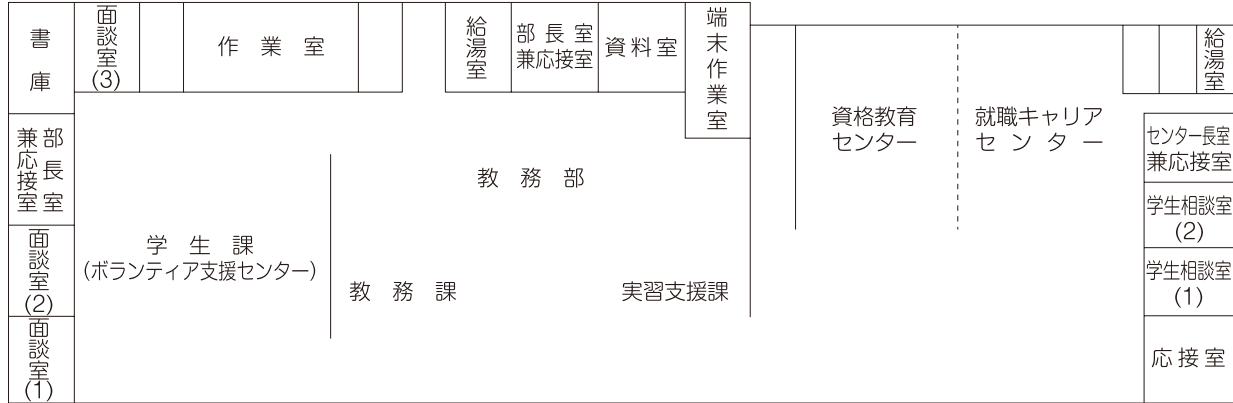 書庫
面談室(3)
作業室
給湯室
部長室
兼応接室
資料室
端末作業室
給湯室
資格教育
センター
就職キャリア
センター
部長室
兼応接室
センター長室
兼応接室
教務部
学生相談室
(2)
面談室(2)
学生課
(ボランティア支援センター)
教務課
実習支援課
学生相談室
(1)
面談室(1)
応接室